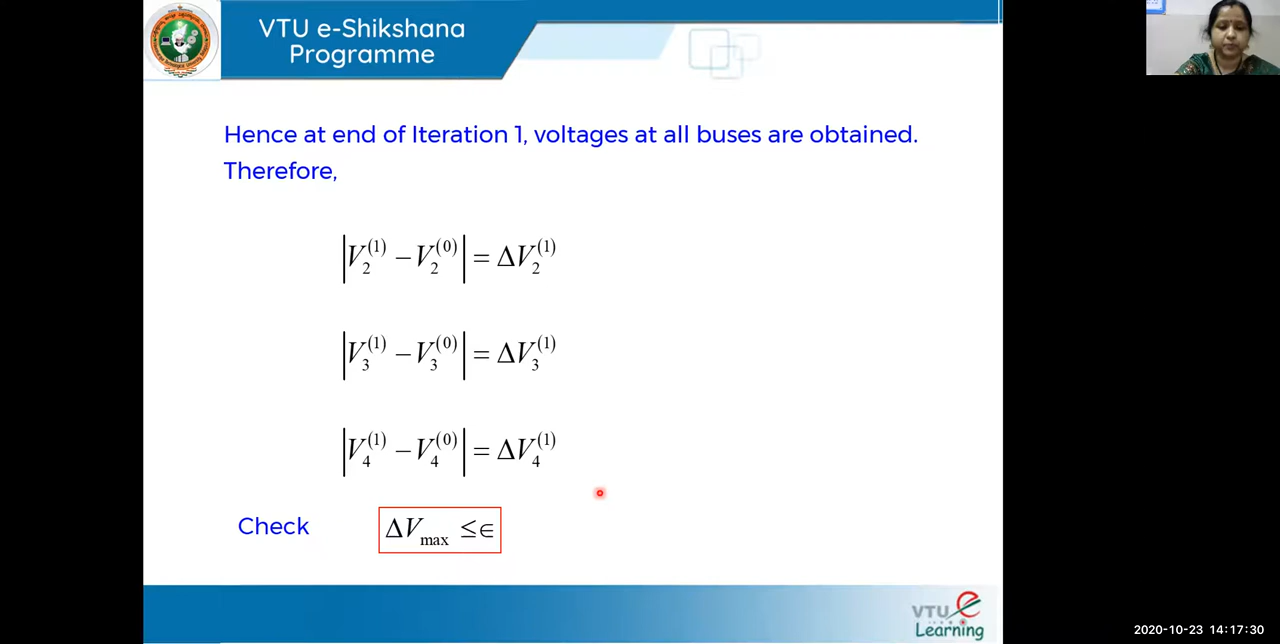 VTU e-Shikshana
Programme
Hence at end of Iteration 1, voltages at all buses are obtained.
Therefore,
|V₂⁽¹⁾ − V₂⁽⁰⁾| = ΔV₂⁽¹⁾
|V₃⁽¹⁾ − V₃⁽⁰⁾| = ΔV₃⁽¹⁾
|V₄⁽¹⁾ − V₄⁽⁰⁾| = ΔV₄⁽¹⁾
Check ΔV_max ≤∈
VTU e
Learning
2020-10-23 14:17:30